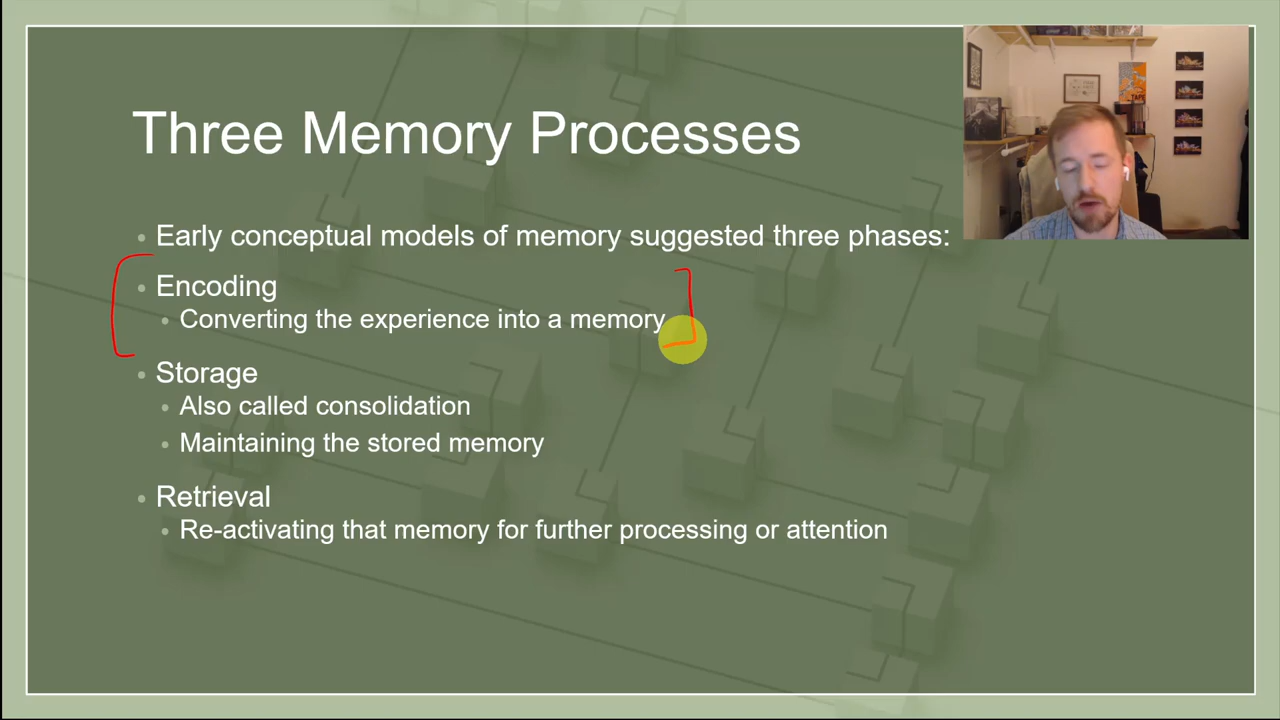 Three Memory Processes
Early conceptual models of memory suggested three phases:
Encoding
Converting the experience into a memory
Storage
Also called consolidation
Maintaining the stored memory
Retrieval
Re-activating that memory for further processing or attention